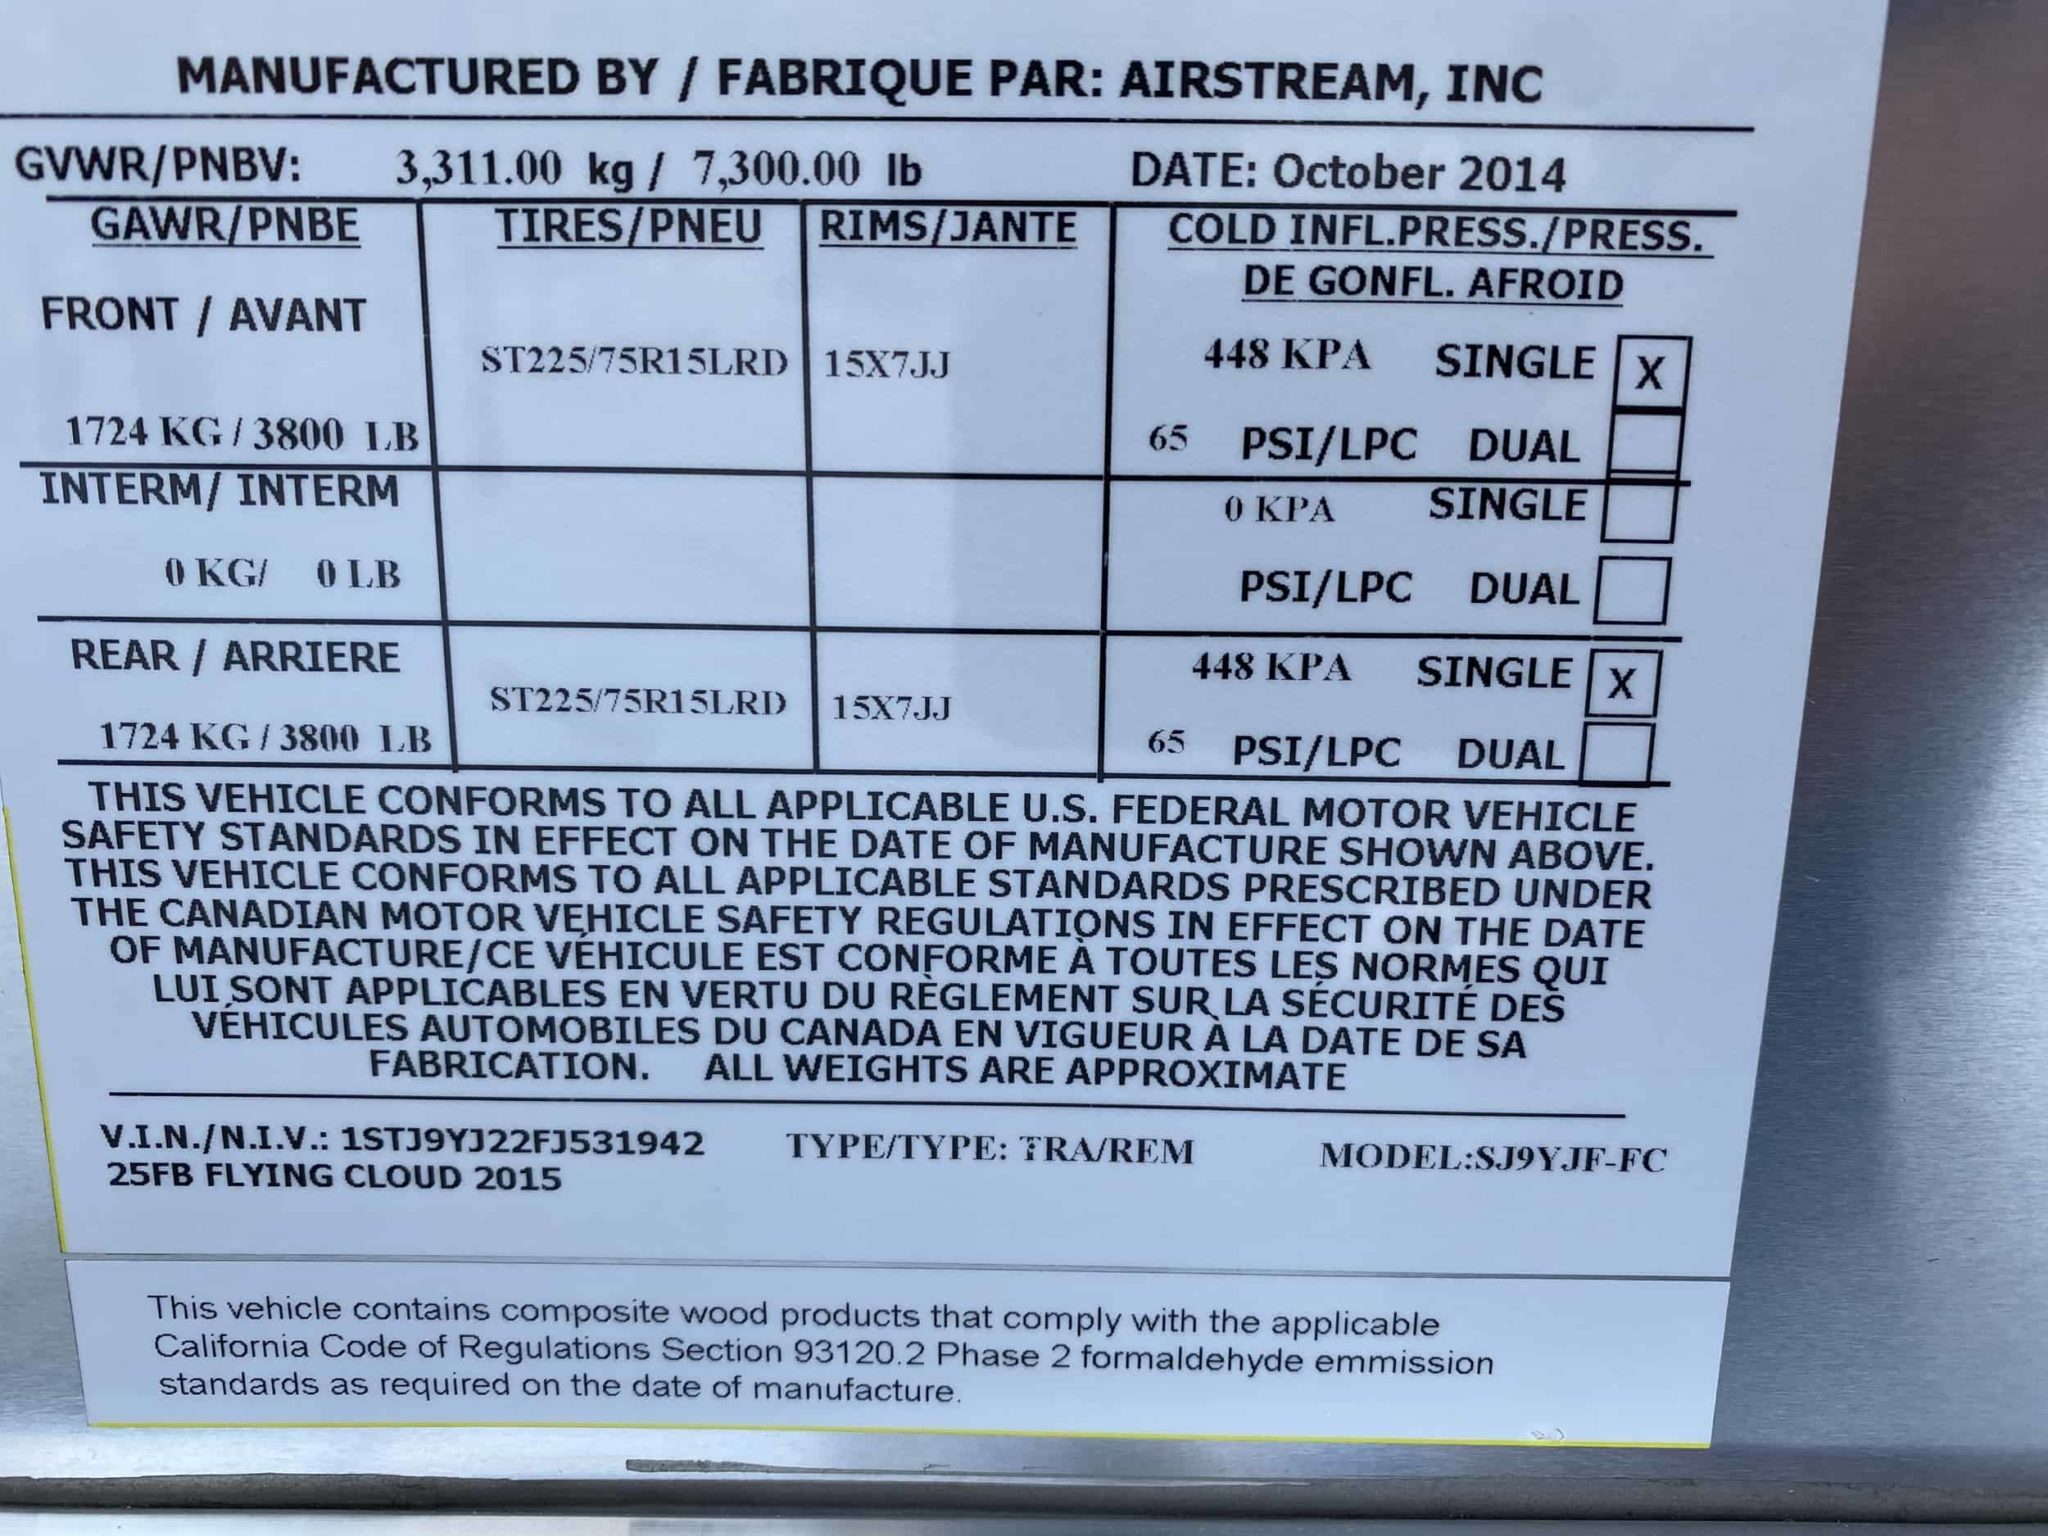 MANUFACTURED BY / FABRIQUE PAR: AIRSTREAM, INC
GVWR/PNBV: 3,311.00 kg / 7,300.00 lb DATE: October 2014
GAWR/PNBE TIRES/PNEU RIMS/JANTE COLD INFL.PRESS./PRESS.
DE GONFL. AFROID
FRONT / AVANT
ST225/75R15LRD 15X7JJ 448 KPA SINGLE X
1724 KG / 3800 LB 65 PSI/LPC DUAL
INTERM/ INTERM 0 KPA SINGLE
0 KG/ 0 LB PSI/LPC DUAL
REAR / ARRIERE 448 KPA SINGLE X
ST225/75R15LRD 15X7JJ
1724 KG / 3800 LB 65 PSI/LPC DUAL
THIS VEHICLE CONFORMS TO ALL APPLICABLE U.S. FEDERAL MOTOR VEHICLE
SAFETY STANDARDS IN EFFECT ON THE DATE OF MANUFACTURE SHOWN ABOVE.
THIS VEHICLE CONFORMS TO ALL APPLICABLE STANDARDS PRESCRIBED UNDER
THE CANADIAN MOTOR VEHICLE SAFETY REGULATIONS IN EFFECT ON THE DATE
OF MANUFACTURE/CE VÉHICULE EST CONFORME À TOUTES LES NORMES QUI
LUI SONT APPLICABLES EN VERTU DU RÈGLEMENT SUR LA SÉCURITÉ DES
VÉHICULES AUTOMOBILES DU CANADA EN VIGUEUR À LA DATE DE SA
FABRICATION. ALL WEIGHTS ARE APPROXIMATE
V.I.N./N.I.V.: 1STJ9YJ22FJ531942 TYPE/TYPE: TRA/REM MODEL:SJ9YJF-FC
25FB FLYING CLOUD 2015
This vehicle contains composite wood products that comply with the applicable
California Code of Regulations Section 93120.2 Phase 2 formaldehyde emmission
standards as required on the date of manufacture.